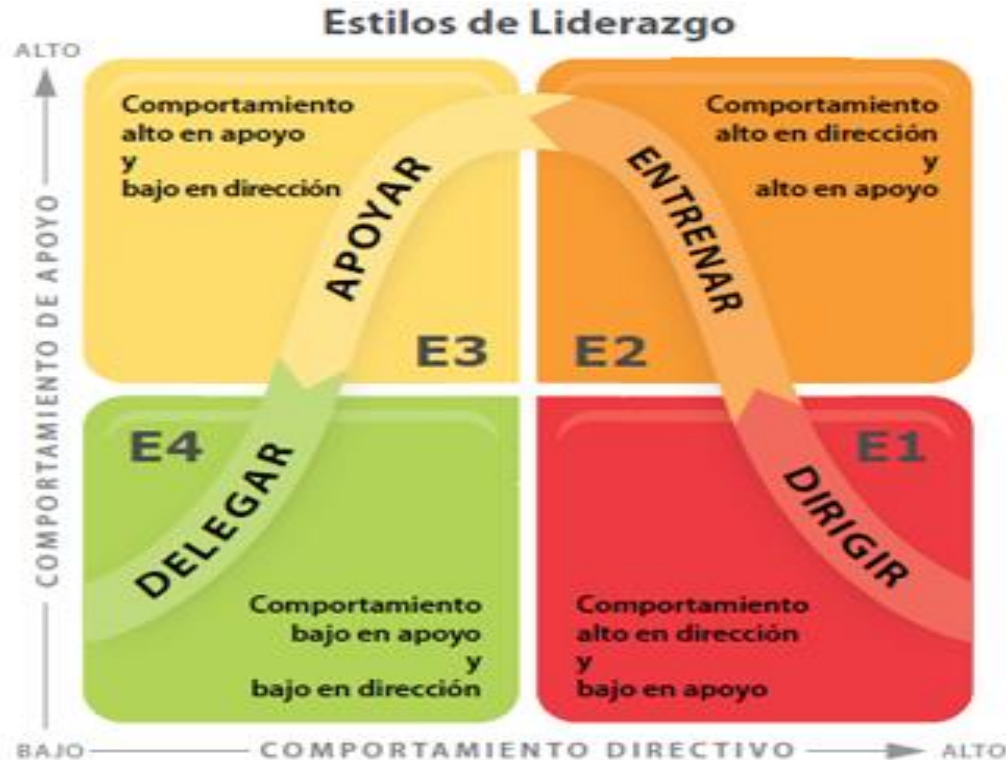 Estilos de Liderazgo
ALTO
COMPORTAMIENTO DE APOYO
Comportamiento
alto en apoyo
y
bajo en dirección
APOYAR
E3
Comportamiento
alto en dirección
y
alto en apoyo
ENTRENAR
E2
E4
DELEGAR
Comportamiento
bajo en apoyo
y
bajo en dirección
E1
DIRIGIR
Comportamiento
alto en dirección
y
bajo en apoyo
BAJO
COMPORTAMIENTO DIRECTIVO
ALTO